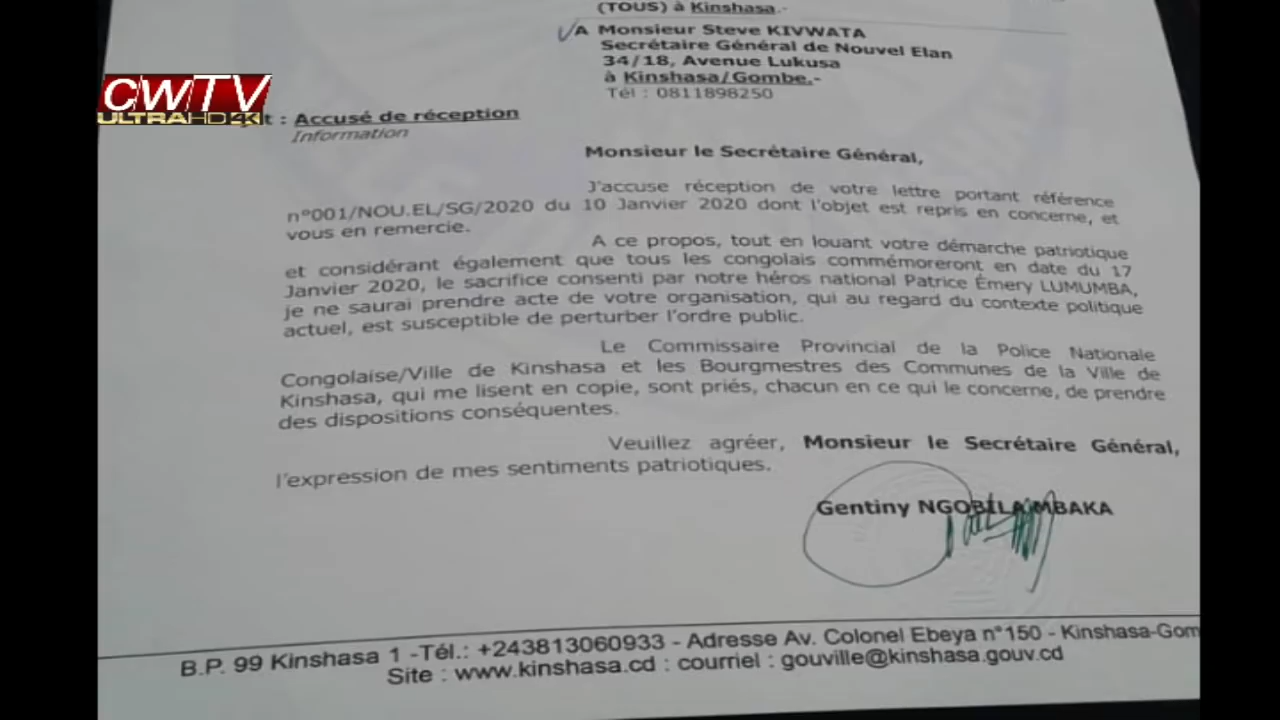 (TOUS) à Kinshasa.-
A Monsieur Steve KIVWATA
Secrétaire Général de Nouvel Elan
34/18, Avenue Lukusa
à Kinshasa/Gombe.-
Tél : 0811898250
CWTV
ULTRAHD4K
t : Accusé de réception
Information
Monsieur le Secrétaire Général,
J'accuse réception de votre lettre portant référence
n°001/NOU.EL/SG/2020 du 10 Janvier 2020 dont l'objet est repris en concerne, et
vous en remercie.
A ce propos, tout en louant votre démarche patriotique
et considérant également que tous les congolais commémoreront en date du 17
Janvier 2020, le sacrifice consenti par notre héros national Patrice Émery LUMUMBA,
je ne saurai prendre acte de votre organisation, qui au regard du contexte politique
actuel, est susceptible de perturber l'ordre public.
Le Commissaire Provincial de la Police Nationale
Congolaise/Ville de Kinshasa et les Bourgmestres des Communes de la Ville de
Kinshasa, qui me lisent en copie, sont priés, chacun en ce qui le concerne, de prendre
des dispositions conséquentes.
Veuillez agréer, Monsieur le Secrétaire Général,
l'expression de mes sentiments patriotiques.
Gentiny NGOBILA MBAKA
B.P. 99 Kinshasa 1 -Tél.: +243813060933 - Adresse Av. Colonel Ebeya n°150 - Kinshasa-Gom
Site : www.kinshasa.cd : courriel : gouville@kinshasa.gouv.cd